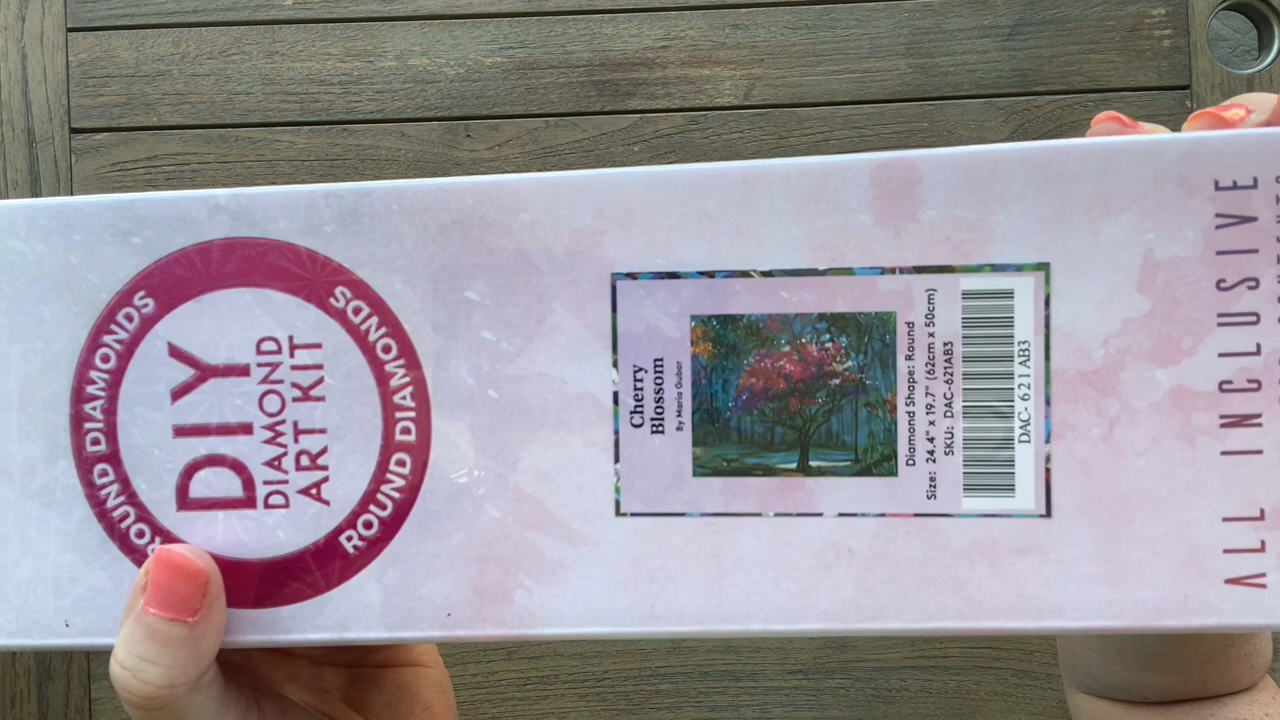 ROUND DIAMONDS
DIY
DIAMOND
ART KIT
ROUND DIAMONDS
Cherry
Blossom
By Maria Gubar
Diamond Shape: Round
Size: 24.4" x 19.7" (62cm x 50cm)
SKU: DAC-621AB3
DAC- 621AB3
ALL INCLUSIVE